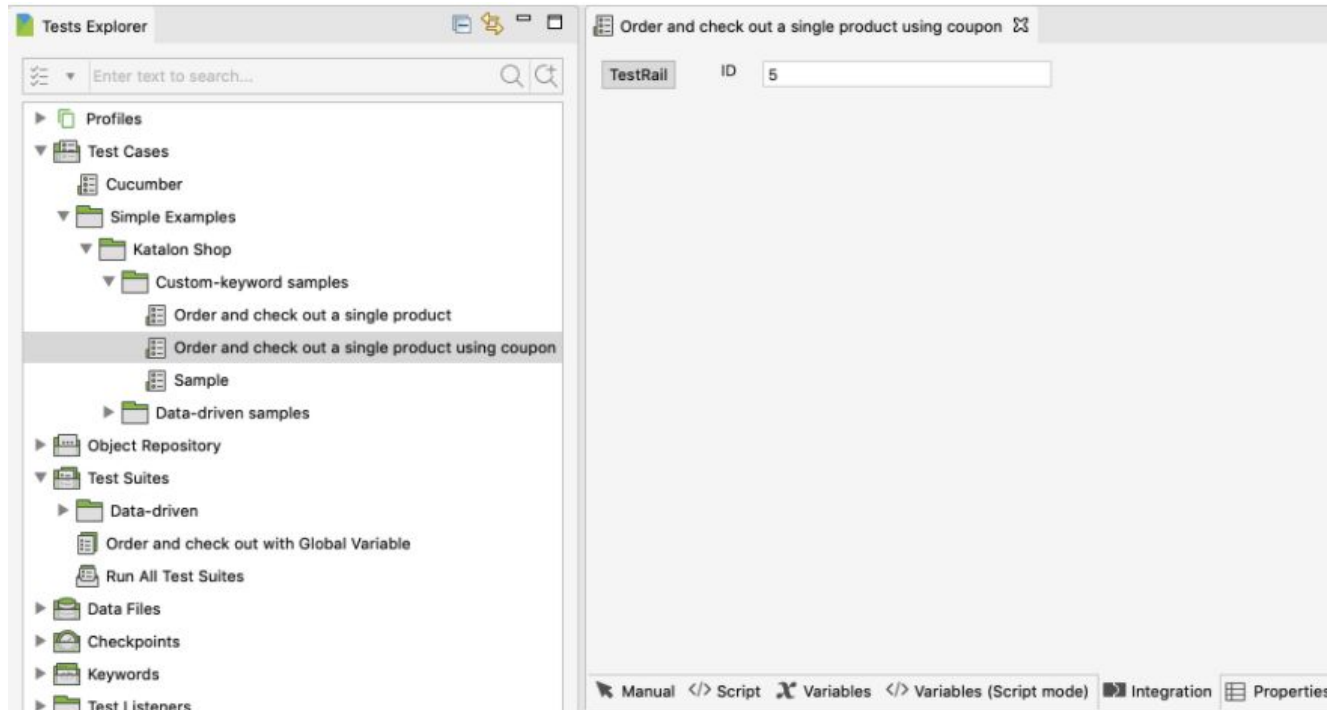 Tests Explorer
Enter text to search...
Profiles
Test Cases
Cucumber
Simple Examples
Katalon Shop
Custom-keyword samples
Order and check out a single product
Order and check out a single product using coupon
Sample
Data-driven samples
Object Repository
Test Suites
Data-driven
Order and check out with Global Variable
Run All Test Suites
Data Files
Checkpoints
Keywords
Test Listeners
Order and check out a single product using coupon
TestRail ID 5
Manual </> Script X Variables </> Variables (Script mode) Integration Properties